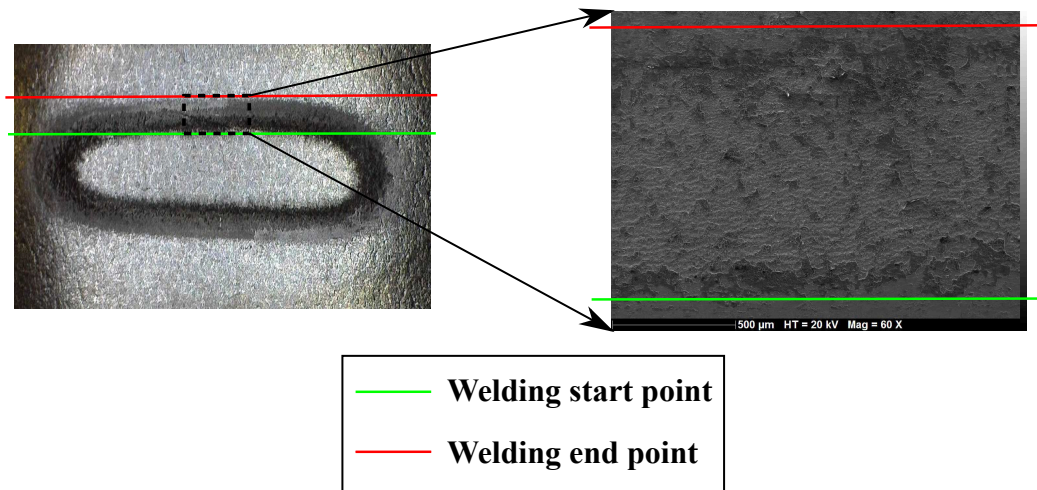 500 µm HT = 20 kV Mag = 60 X
Welding start point
Welding end point